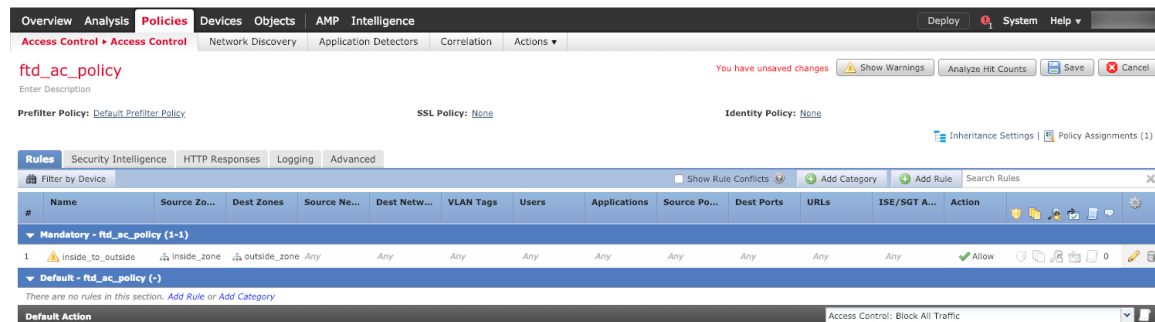 Overview Analysis Policies Devices Objects AMP Intelligence Deploy 1 System Help ▾
Access Control ▸ Access Control Network Discovery Application Detectors Correlation Actions ▾
ftd_ac_policy You have unsaved changes Show Warnings Analyze Hit Counts Save Cancel
Enter Description
Prefilter Policy: Default Prefilter Policy SSL Policy: None Identity Policy: None
Inheritance Settings | Policy Assignments (1)
Rules Security Intelligence HTTP Responses Logging Advanced
Filter by Device Show Rule Conflicts Add Category Add Rule Search Rules
# Name Source Zo... Dest Zones Source Ne... Dest Netw... VLAN Tags Users Applications Source Po... Dest Ports URLs ISE/SGT A... Action
Mandatory - ftd_ac_policy (1-1)
1 inside_to_outside inside_zone outside_zone Any Any Any Any Any Any Any Any Any Allow 0
Default - ftd_ac_policy (-)
There are no rules in this section. Add Rule or Add Category
Default Action Access Control: Block All Traffic